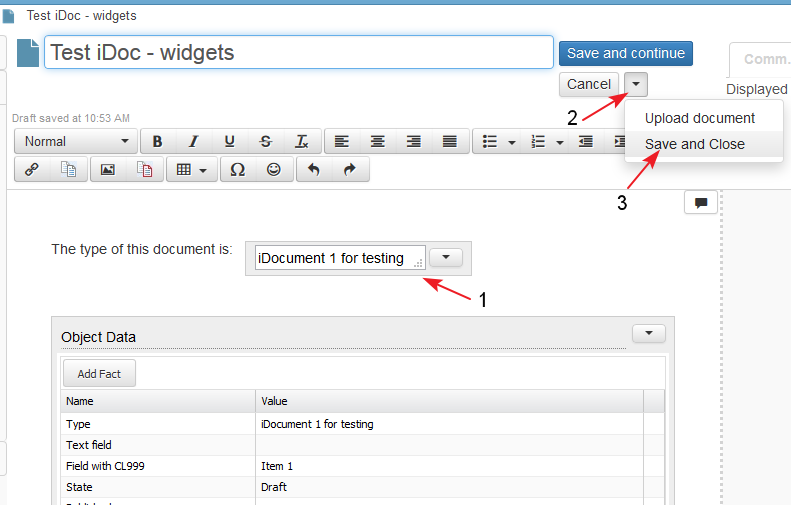 Test iDoc - widgets
Test iDoc - widgets
Save and continue
Comm...
Cancel
Displayed
2
Upload document
Draft saved at 10:53 AM
Normal
B I U S Ix
Save and Close
Ω
3
The type of this document is:
iDocument 1 for testing
1
Object Data
Add Fact
Name Value
Type iDocument 1 for testing
Text field
Field with CL999 Item 1
State Draft